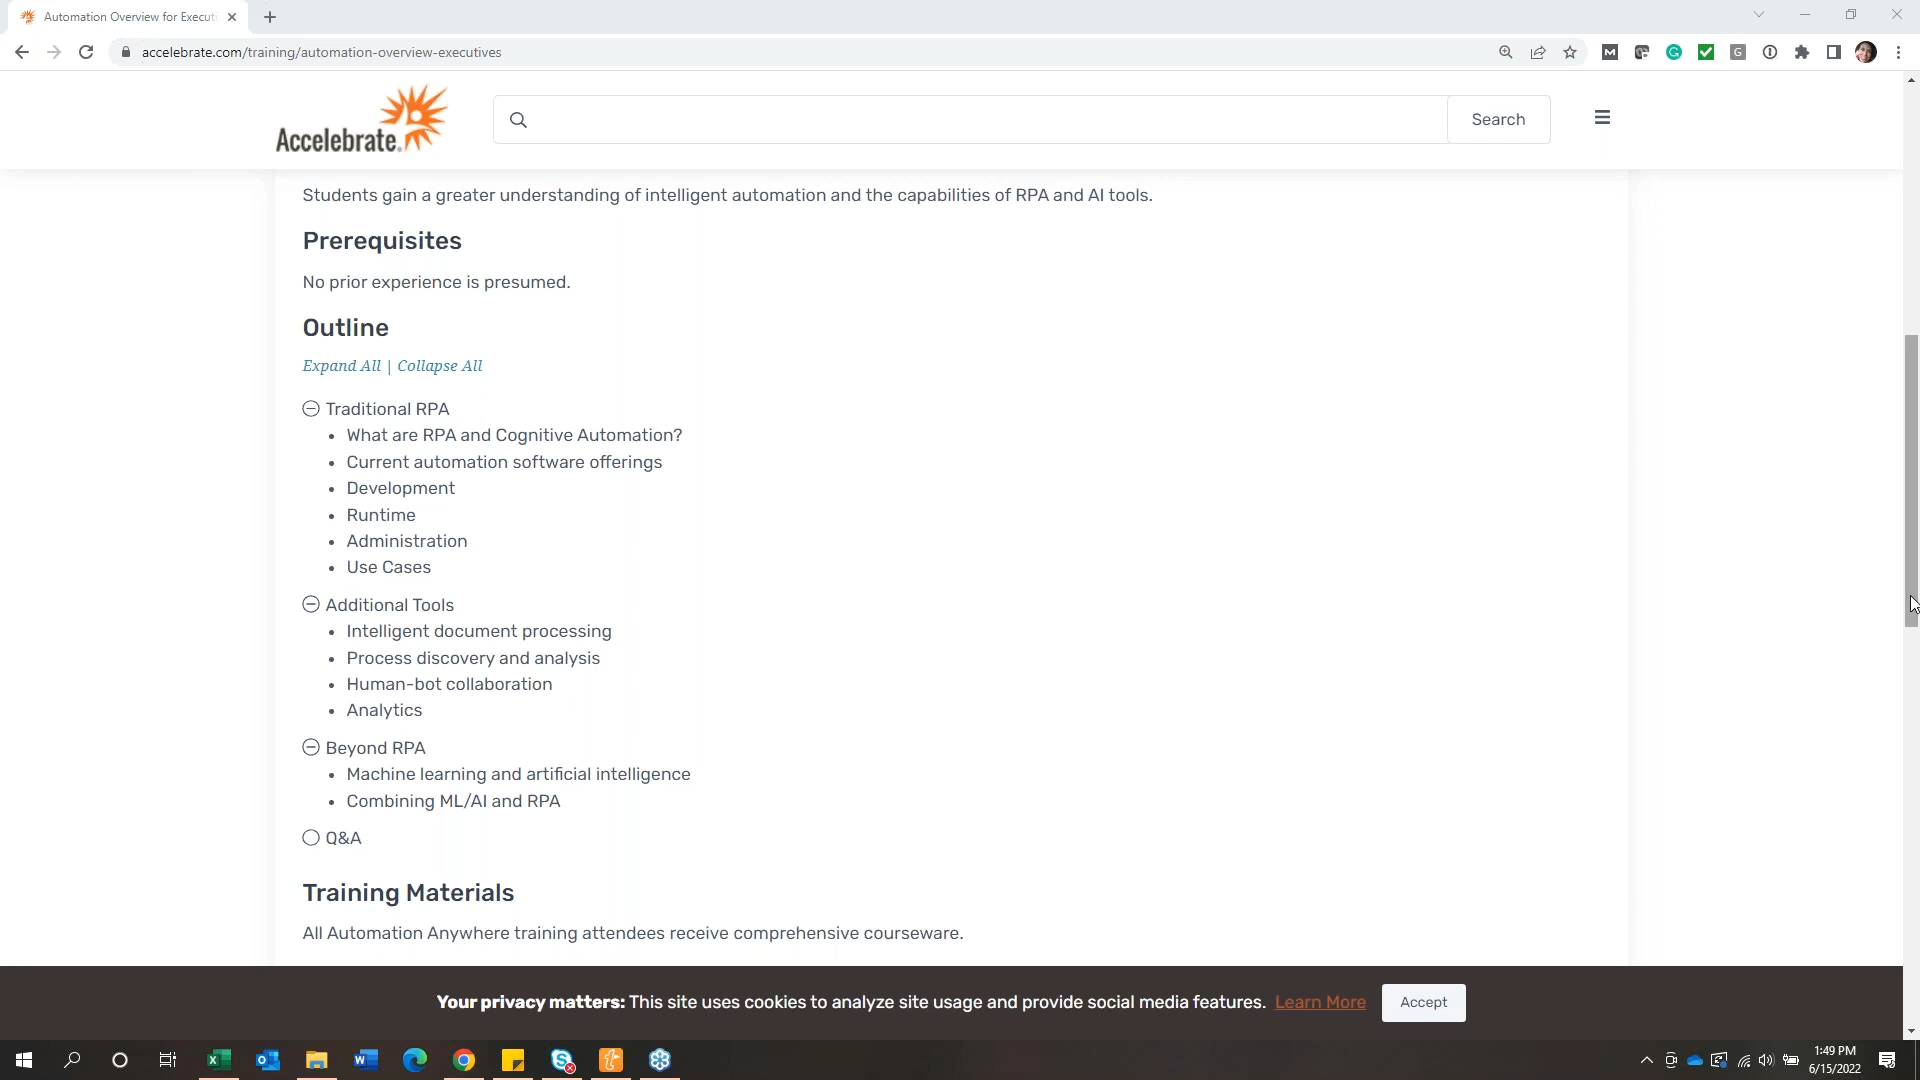 Automation Overview for Executi
accelebrate.com/training/automation-overview-executives
Accelebrate.
Search
Students gain a greater understanding of intelligent automation and the capabilities of RPA and AI tools.
Prerequisites
No prior experience is presumed.
Outline
Expand All | Collapse All
Traditional RPA
• What are RPA and Cognitive Automation?
• Current automation software offerings
• Development
• Runtime
• Administration
• Use Cases
Additional Tools
• Intelligent document processing
• Process discovery and analysis
• Human-bot collaboration
• Analytics
Beyond RPA
• Machine learning and artificial intelligence
• Combining ML/AI and RPA
Q&A
Training Materials
All Automation Anywhere training attendees receive comprehensive courseware.
Your privacy matters: This site uses cookies to analyze site usage and provide social media features. Learn More Accept
1:49 PM
6/15/2022